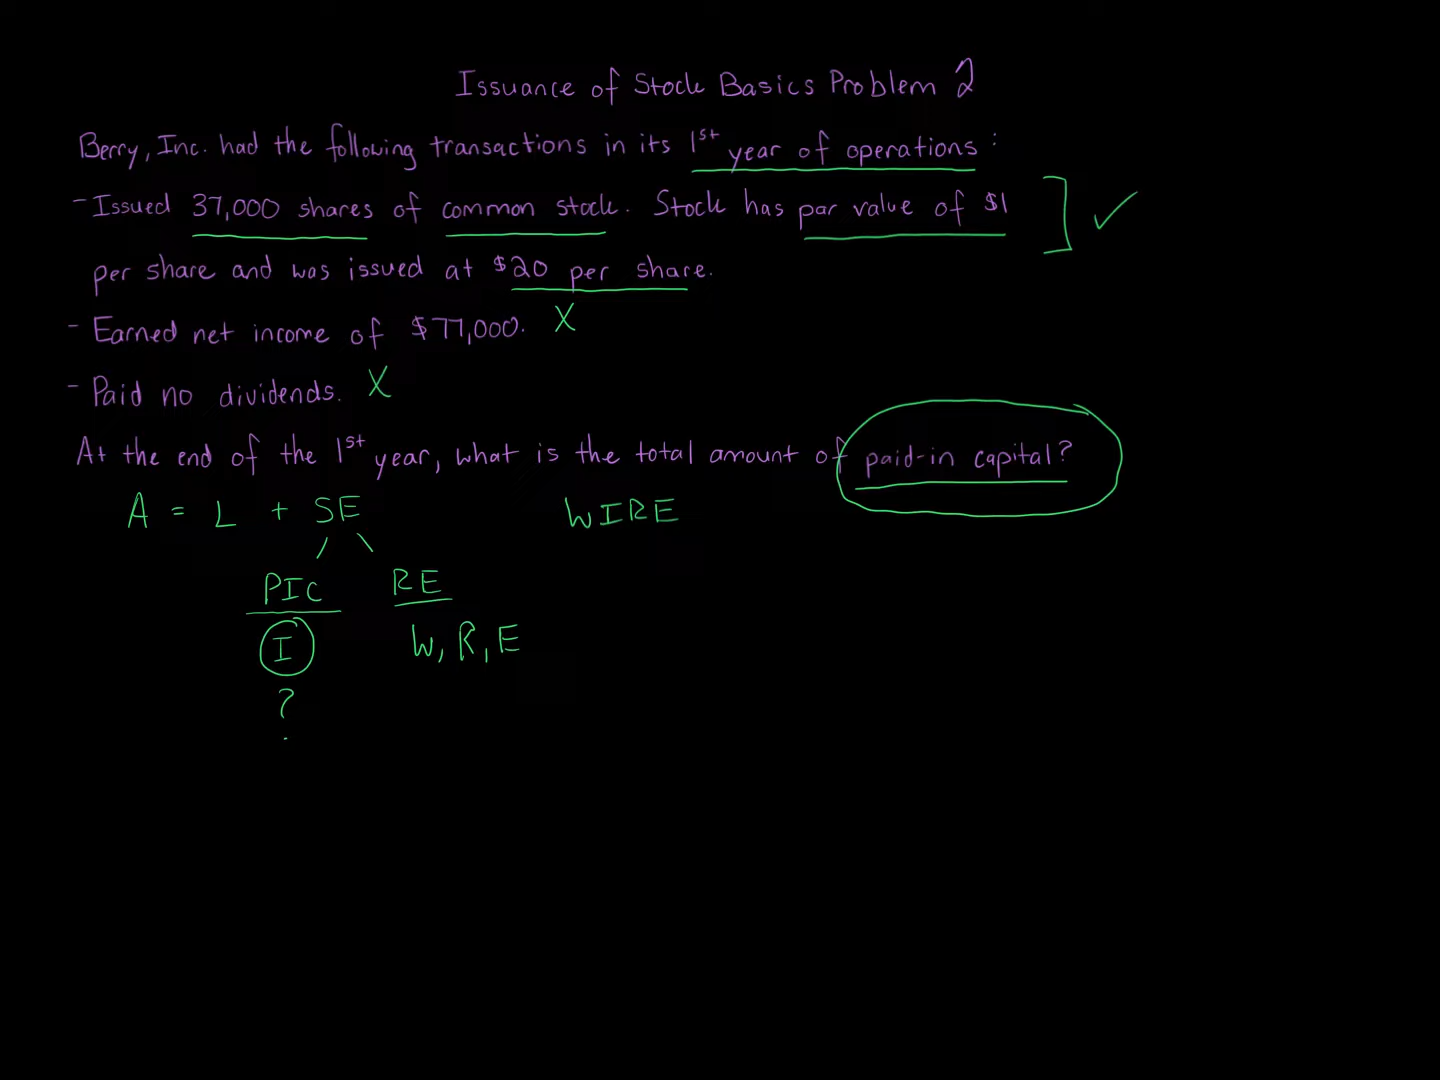 Issuance of Stock Basics Problem 2
Berry, Inc. had the following transactions in its 1st year of operations:
- Issued 37,000 shares of common stock. Stock has par value of $1
per share and was issued at $20 per share.
- Earned net income of $77,000. X
- Paid no dividends. X
At the end of the 1st year, what is the total amount of paid-in capital?
A = L + SE WIRE
PIC RE
I W, R, E
?